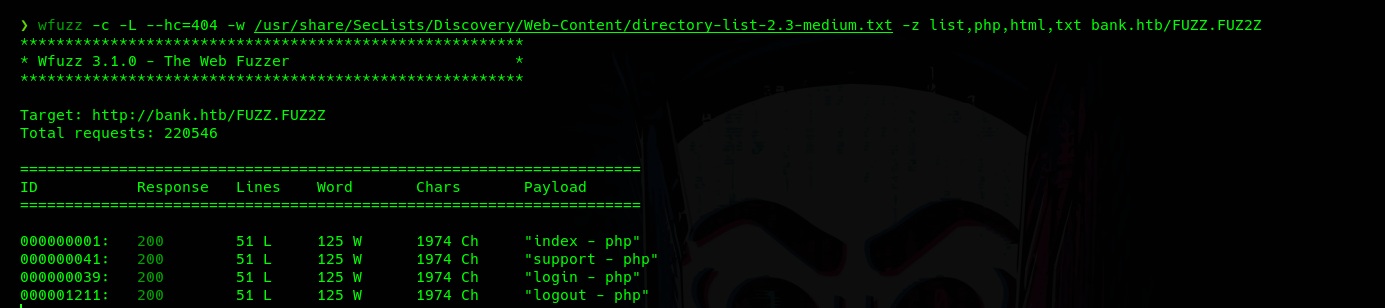 ❯ wfuzz -c -L --hc=404 -w /usr/share/SecLists/Discovery/Web-Content/directory-list-2.3-medium.txt -z list,php,html,txt bank.htb/FUZZ.FUZ2Z
********************************************************
* Wfuzz 3.1.0 - The Web Fuzzer                         *
********************************************************
Target: http://bank.htb/FUZZ.FUZ2Z
Total requests: 220546
=====================================================================
ID           Response   Lines    Word       Chars       Payload
=====================================================================
000000001:   200        51 L     125 W      1974 Ch     "index - php"
000000041:   200        51 L     125 W      1974 Ch     "support - php"
000000039:   200        51 L     125 W      1974 Ch     "login - php"
000001211:   200        51 L     125 W      1974 Ch     "logout - php"